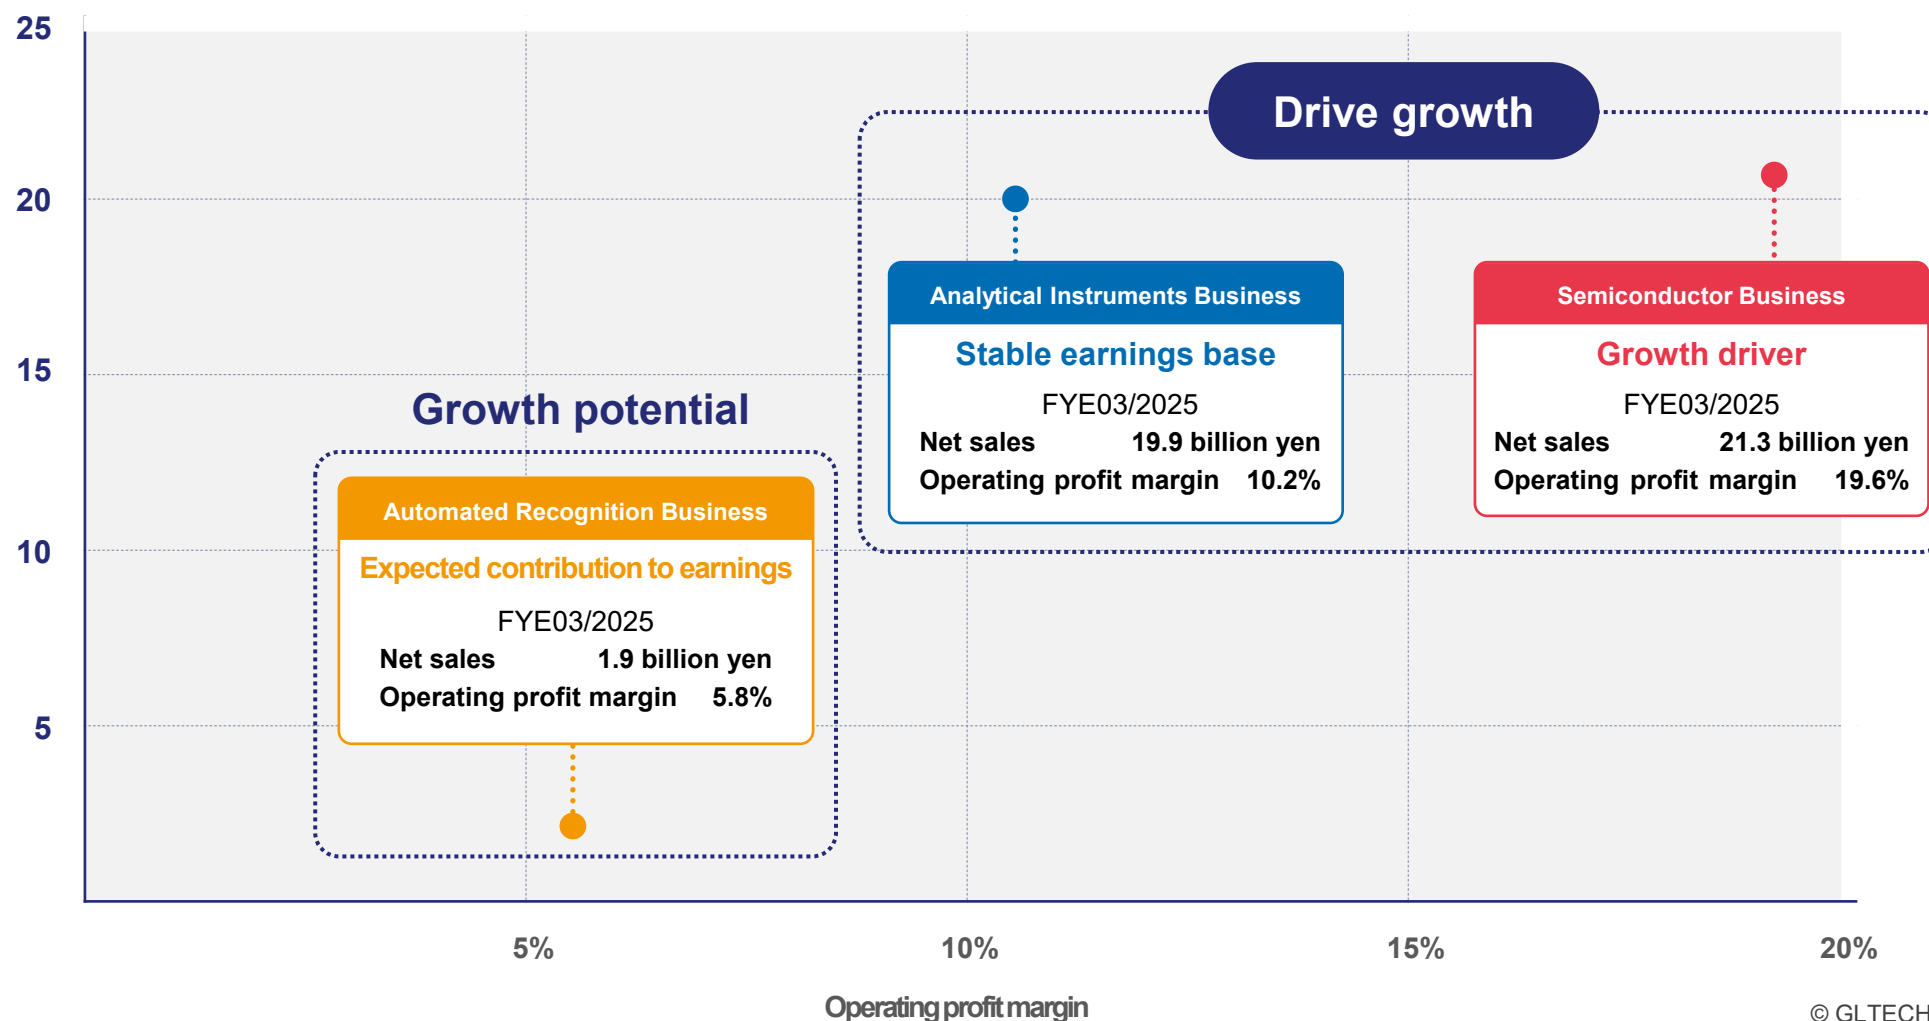 25
20
15
10
5
Drive growth
Analytical Instruments Business
Stable earnings base
FYE03/2025
Net sales 19.9 billion yen
Operating profit margin 10.2%
Semiconductor Business
Growth driver
FYE03/2025
Net sales 21.3 billion yen
Operating profit margin 19.6%
Growth potential
Automated Recognition Business
Expected contribution to earnings
FYE03/2025
Net sales 1.9 billion yen
Operating profit margin 5.8%
5% 10% 15% 20%
Operating profit margin
© GLTECH